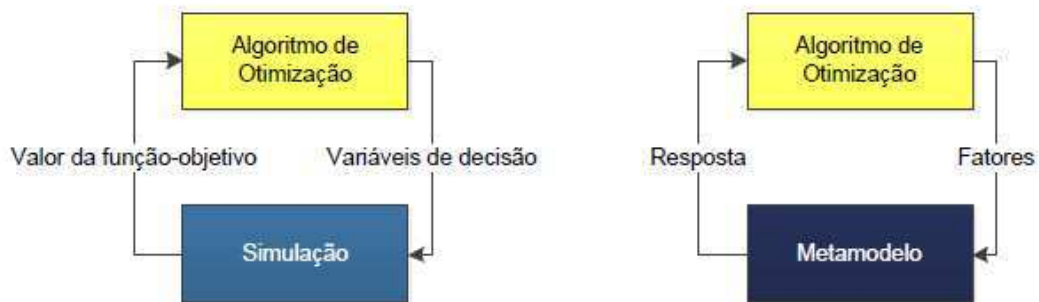 Algoritmo de
Otimização
Valor da função-objetivo
Variáveis de decisão
Simulação
Algoritmo de
Otimização
Resposta
Fatores
Metamodelo